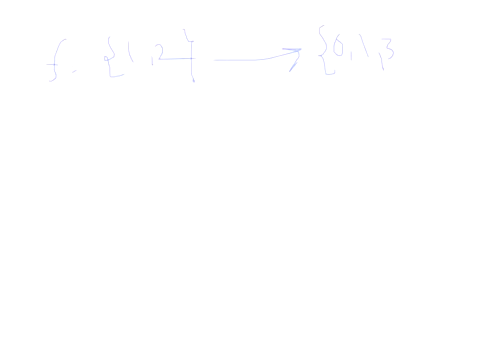 f. {1,2} → {0,1,3